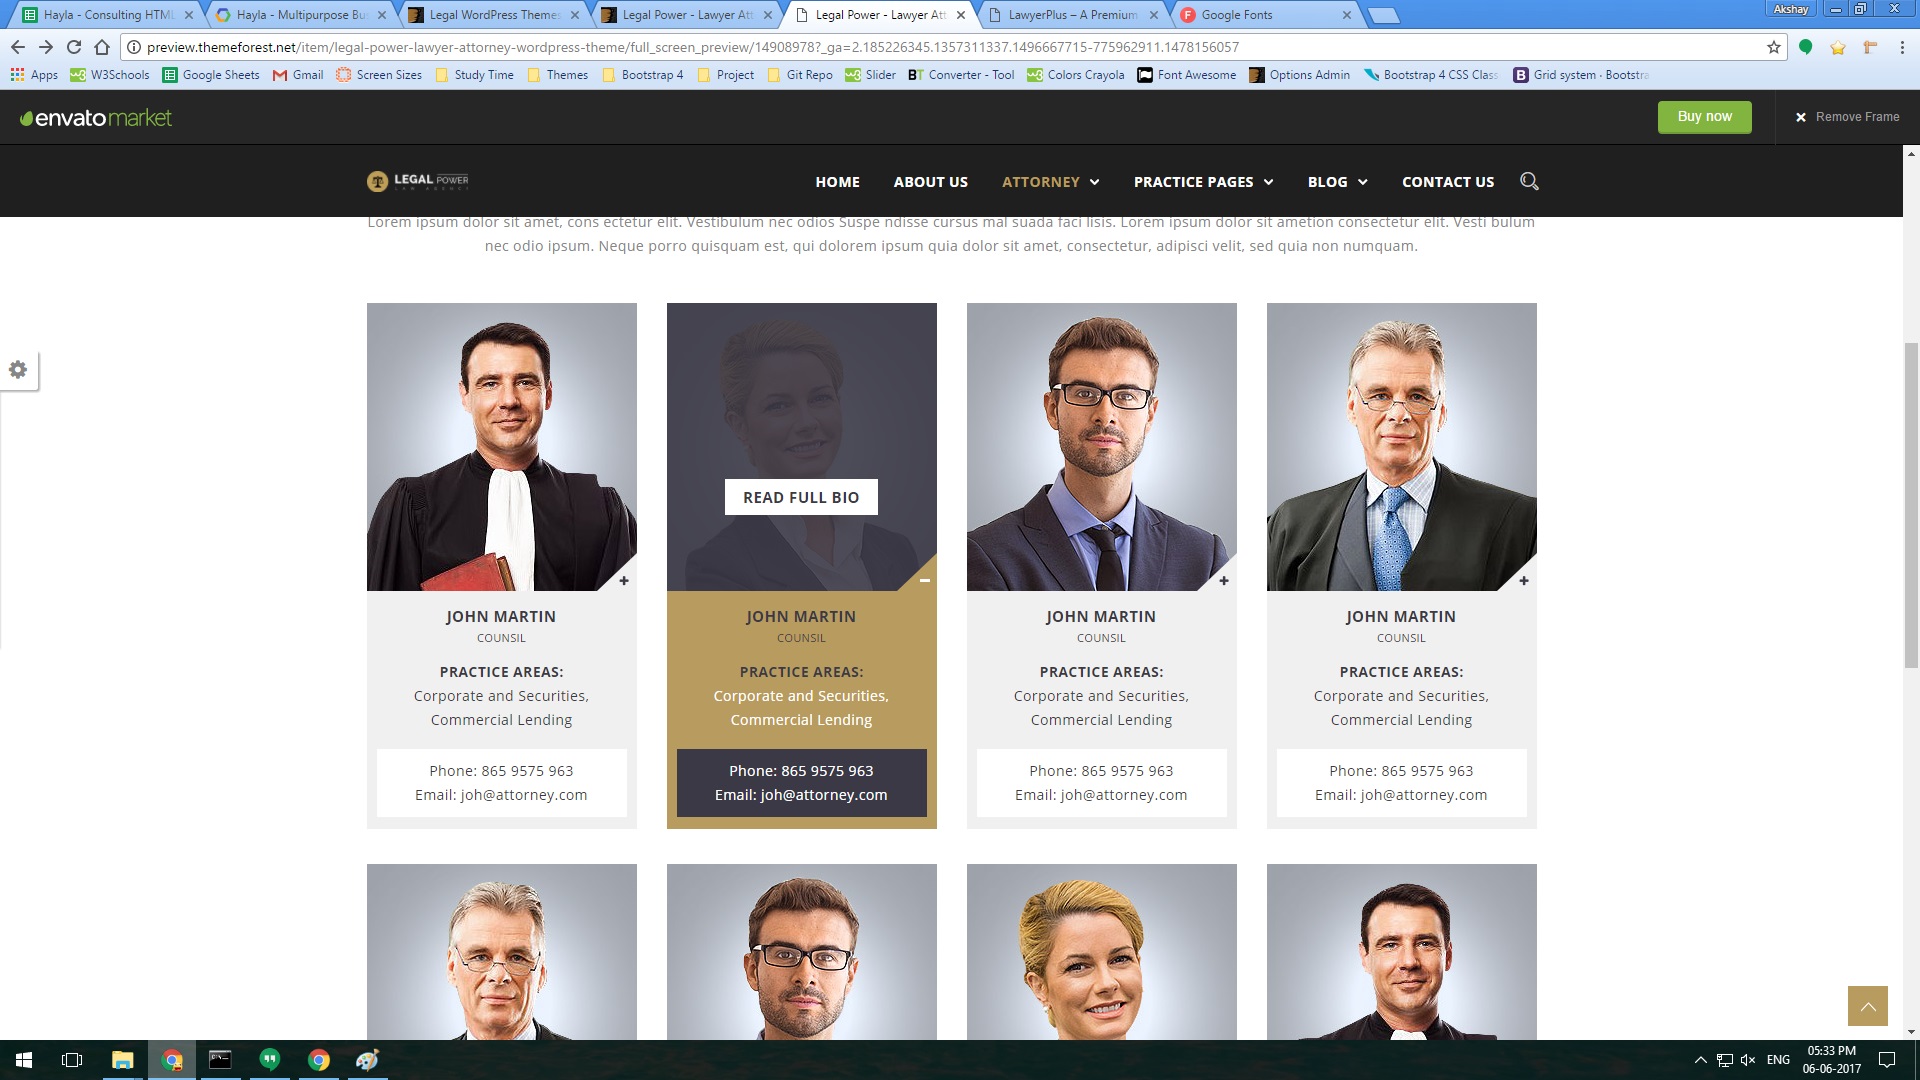 Hayla - Consulting HTML
Hayla - Multipurpose Bus
Legal WordPress Themes
Legal Power - Lawyer Att
Legal Power - Lawyer Att
LawyerPlus – A Premium
Google Fonts
Akshay
preview.themeforest.net/item/legal-power-lawyer-attorney-wordpress-theme/full_screen_preview/14908978?_ga=2.185226345.1357311337.1496667715-775962911.1478156057
Apps
W3Schools
Google Sheets
Gmail
Screen Sizes
Study Time
Themes
Bootstrap 4
Project
Git Repo
Slider
BT Converter - Tool
Colors Crayola
Font Awesome
Options Admin
Bootstrap 4 CSS Class
B Grid system · Bootstra
envatomarket
Buy now
Remove Frame
LEGAL POWER
LAW AGENCY
HOME
ABOUT US
ATTORNEY
PRACTICE PAGES
BLOG
CONTACT US
Lorem ipsum dolor sit amet, cons ectetur elit. Vestibulum nec odios Suspe ndisse cursus mal suada faci lisis. Lorem ipsum dolor sit ametion consectetur elit. Vesti bulum
nec odio ipsum. Neque porro quisquam est, qui dolorem ipsum quia dolor sit amet, consectetur, adipisci velit, sed quia non numquam.
READ FULL BIO
JOHN MARTIN
COUNSIL
PRACTICE AREAS:
Corporate and Securities,
Commercial Lending
Phone: 865 9575 963
Email: joh@attorney.com
JOHN MARTIN
COUNSIL
PRACTICE AREAS:
Corporate and Securities,
Commercial Lending
Phone: 865 9575 963
Email: joh@attorney.com
JOHN MARTIN
COUNSIL
PRACTICE AREAS:
Corporate and Securities,
Commercial Lending
Phone: 865 9575 963
Email: joh@attorney.com
JOHN MARTIN
COUNSIL
PRACTICE AREAS:
Corporate and Securities,
Commercial Lending
Phone: 865 9575 963
Email: joh@attorney.com
ENG
05:33 PM
06-06-2017